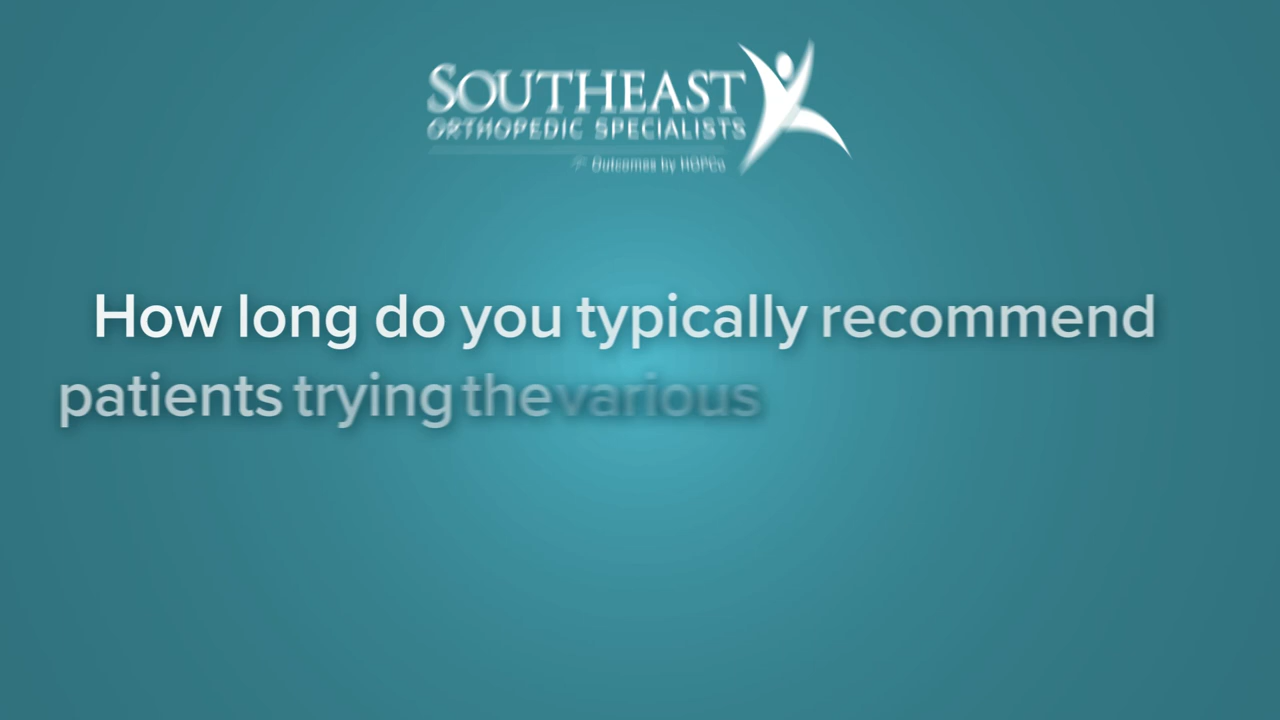 SOUTHEAST
ORTHOPEDIC SPECIALISTS
Outcomes by HOPCo
How long do you typically recommend
patients trying the various